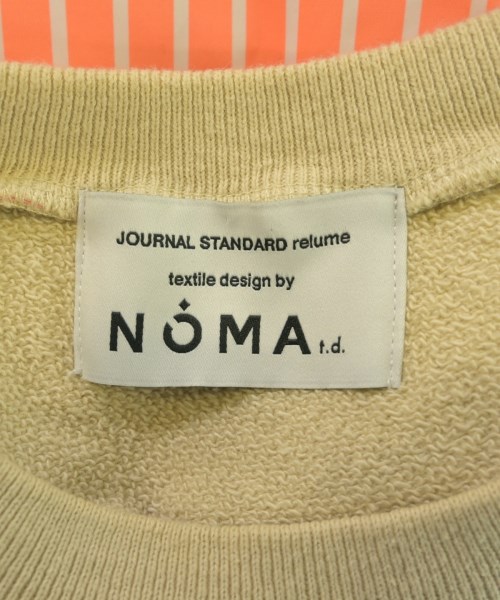 JOURNAL STANDARD relume
textile design by
NOMA t.d.